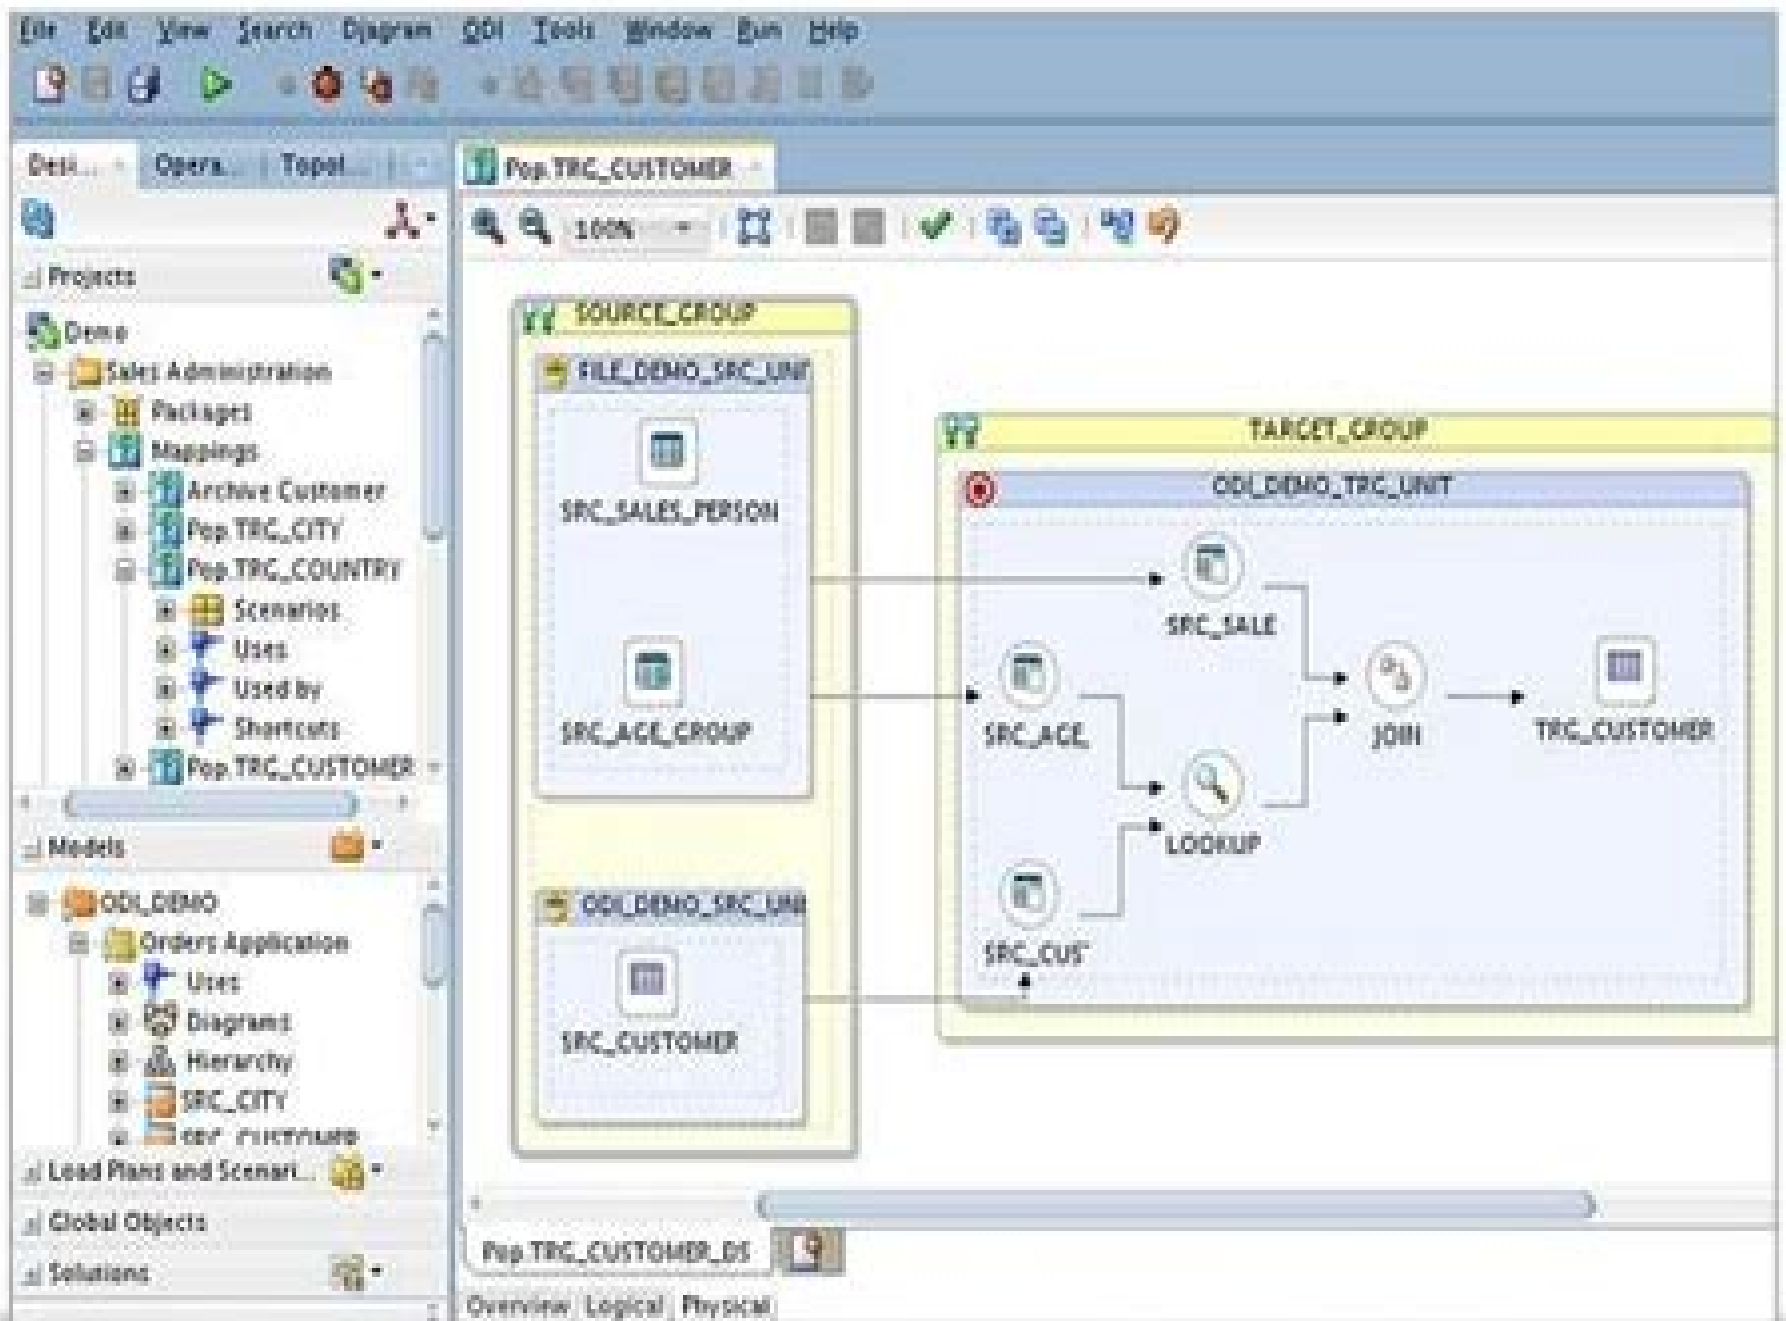 File Edit View Search Diagram ODI Tools Window Run Help
Desi... Opera... Topol...
Pop.TRG_CUSTOMER
100%
Projects
Demo
Sales Administration
Packages
Mappings
Archive Customer
Pop.TRG_CITY
Pop.TRG_COUNTRY
Scenarios
Uses
Used by
Shortcuts
Pop.TRG_CUSTOMER
Models
ODI_DEMO
Orders Application
Uses
Diagrams
Hierarchy
SRC_CITY
SRC_CUSTOMER
Load Plans and Scenari...
Global Objects
Solutions
SOURCE_GROUP
FILE_DEMO_SRC_UNI
SRC_SALES_PERSON
SRC_AGE_GROUP
ODI_DEMO_SRC_UNI
SRC_CUSTOMER
TARGET_GROUP
ODI_DEMO_TRG_UNIT
SRC_SALE
SRC_AGE_
JOIN
TRG_CUSTOMER
LOOKUP
SRC_CUS
Pop.TRG_CUSTOMER_DS
Overview Logical Physical